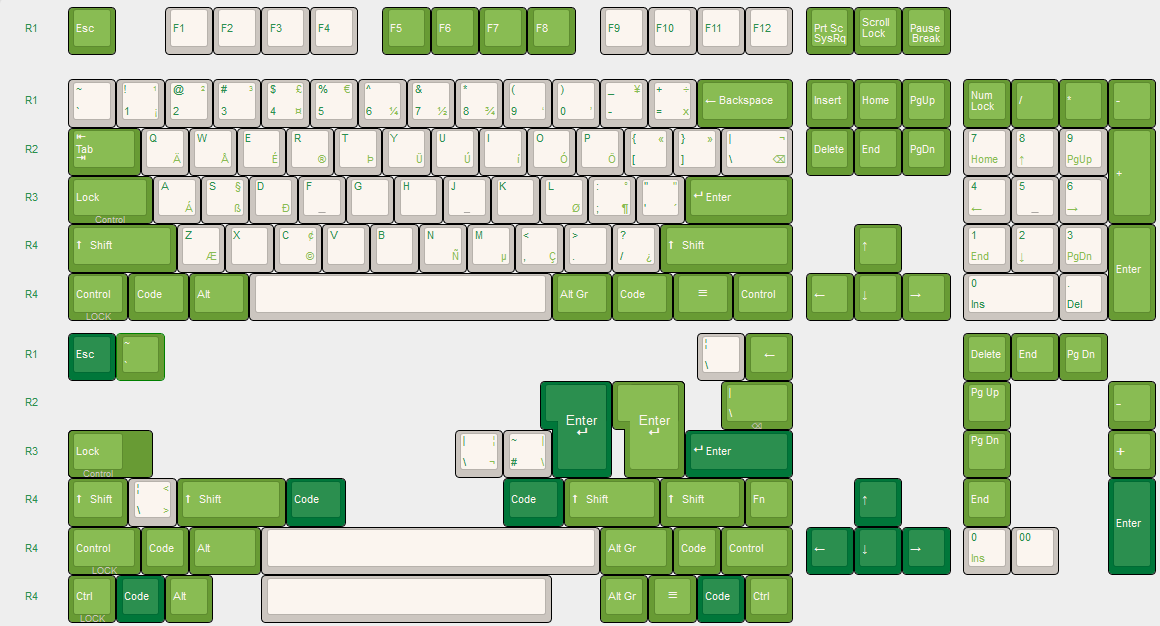 R1 Esc F1 F2 F3 F4 F5 F6 F7 F8 F9 F10 F11 F12 Prt Sc SysRq Scroll Lock Pause Break
R1 ~ ` ! ¹ 1 ¡ @ ² 2 # ³ 3 $ £ 4 ¤ % € 5 ^ 6 ¼ & 7 ½ * 8 ¾ ( 9 ‘ ) 0 ’ _ ¥ - + ÷ = × ← Backspace Insert Home PgUp Num Lock / * -
R2 ⇤ Tab ⇥ Q Ä W Å E É R ® T Þ Y Ü U Ú I Í O Ó P Ö { « [ } » ] | ¬ \ ⌫ Delete End PgDn 7 Home 8 ↑ 9 PgUp +
R3 Lock Control A Á S § ß D Ð F _ G H J _ K L Ø : ° ; ¶ " " ' ´ ↵ Enter 4 ← 5 _ 6 →
R4 ↑ Shift Z Æ X C ¢ © V B N Ñ M µ < , Ç > . ? / ¿ ↑ Shift ↑ 1 End 2 ↓ 3 PgDn Enter
R4 Control LOCK Code Alt Alt Gr Code ≡ Control ← ↓ → 0 Ins . Del
R1 Esc ~ ` ¦ \ ← Delete End Pg Dn
R2 Enter ↵ Enter ↵ | \ ⌫ Pg Up -
R3 Lock Control | ¦ \ ¬ ~ | # \ ↵ Enter Pg Dn +
R4 ↑ Shift ¦ < \ > ↑ Shift Code Code ↑ Shift ↑ Shift Fn ↑ End Enter
R4 Control LOCK Code Alt Alt Gr Code Control ← ↓ → 0 Ins 00
R4 Ctrl LOCK Code Alt Alt Gr ≡ Code Ctrl